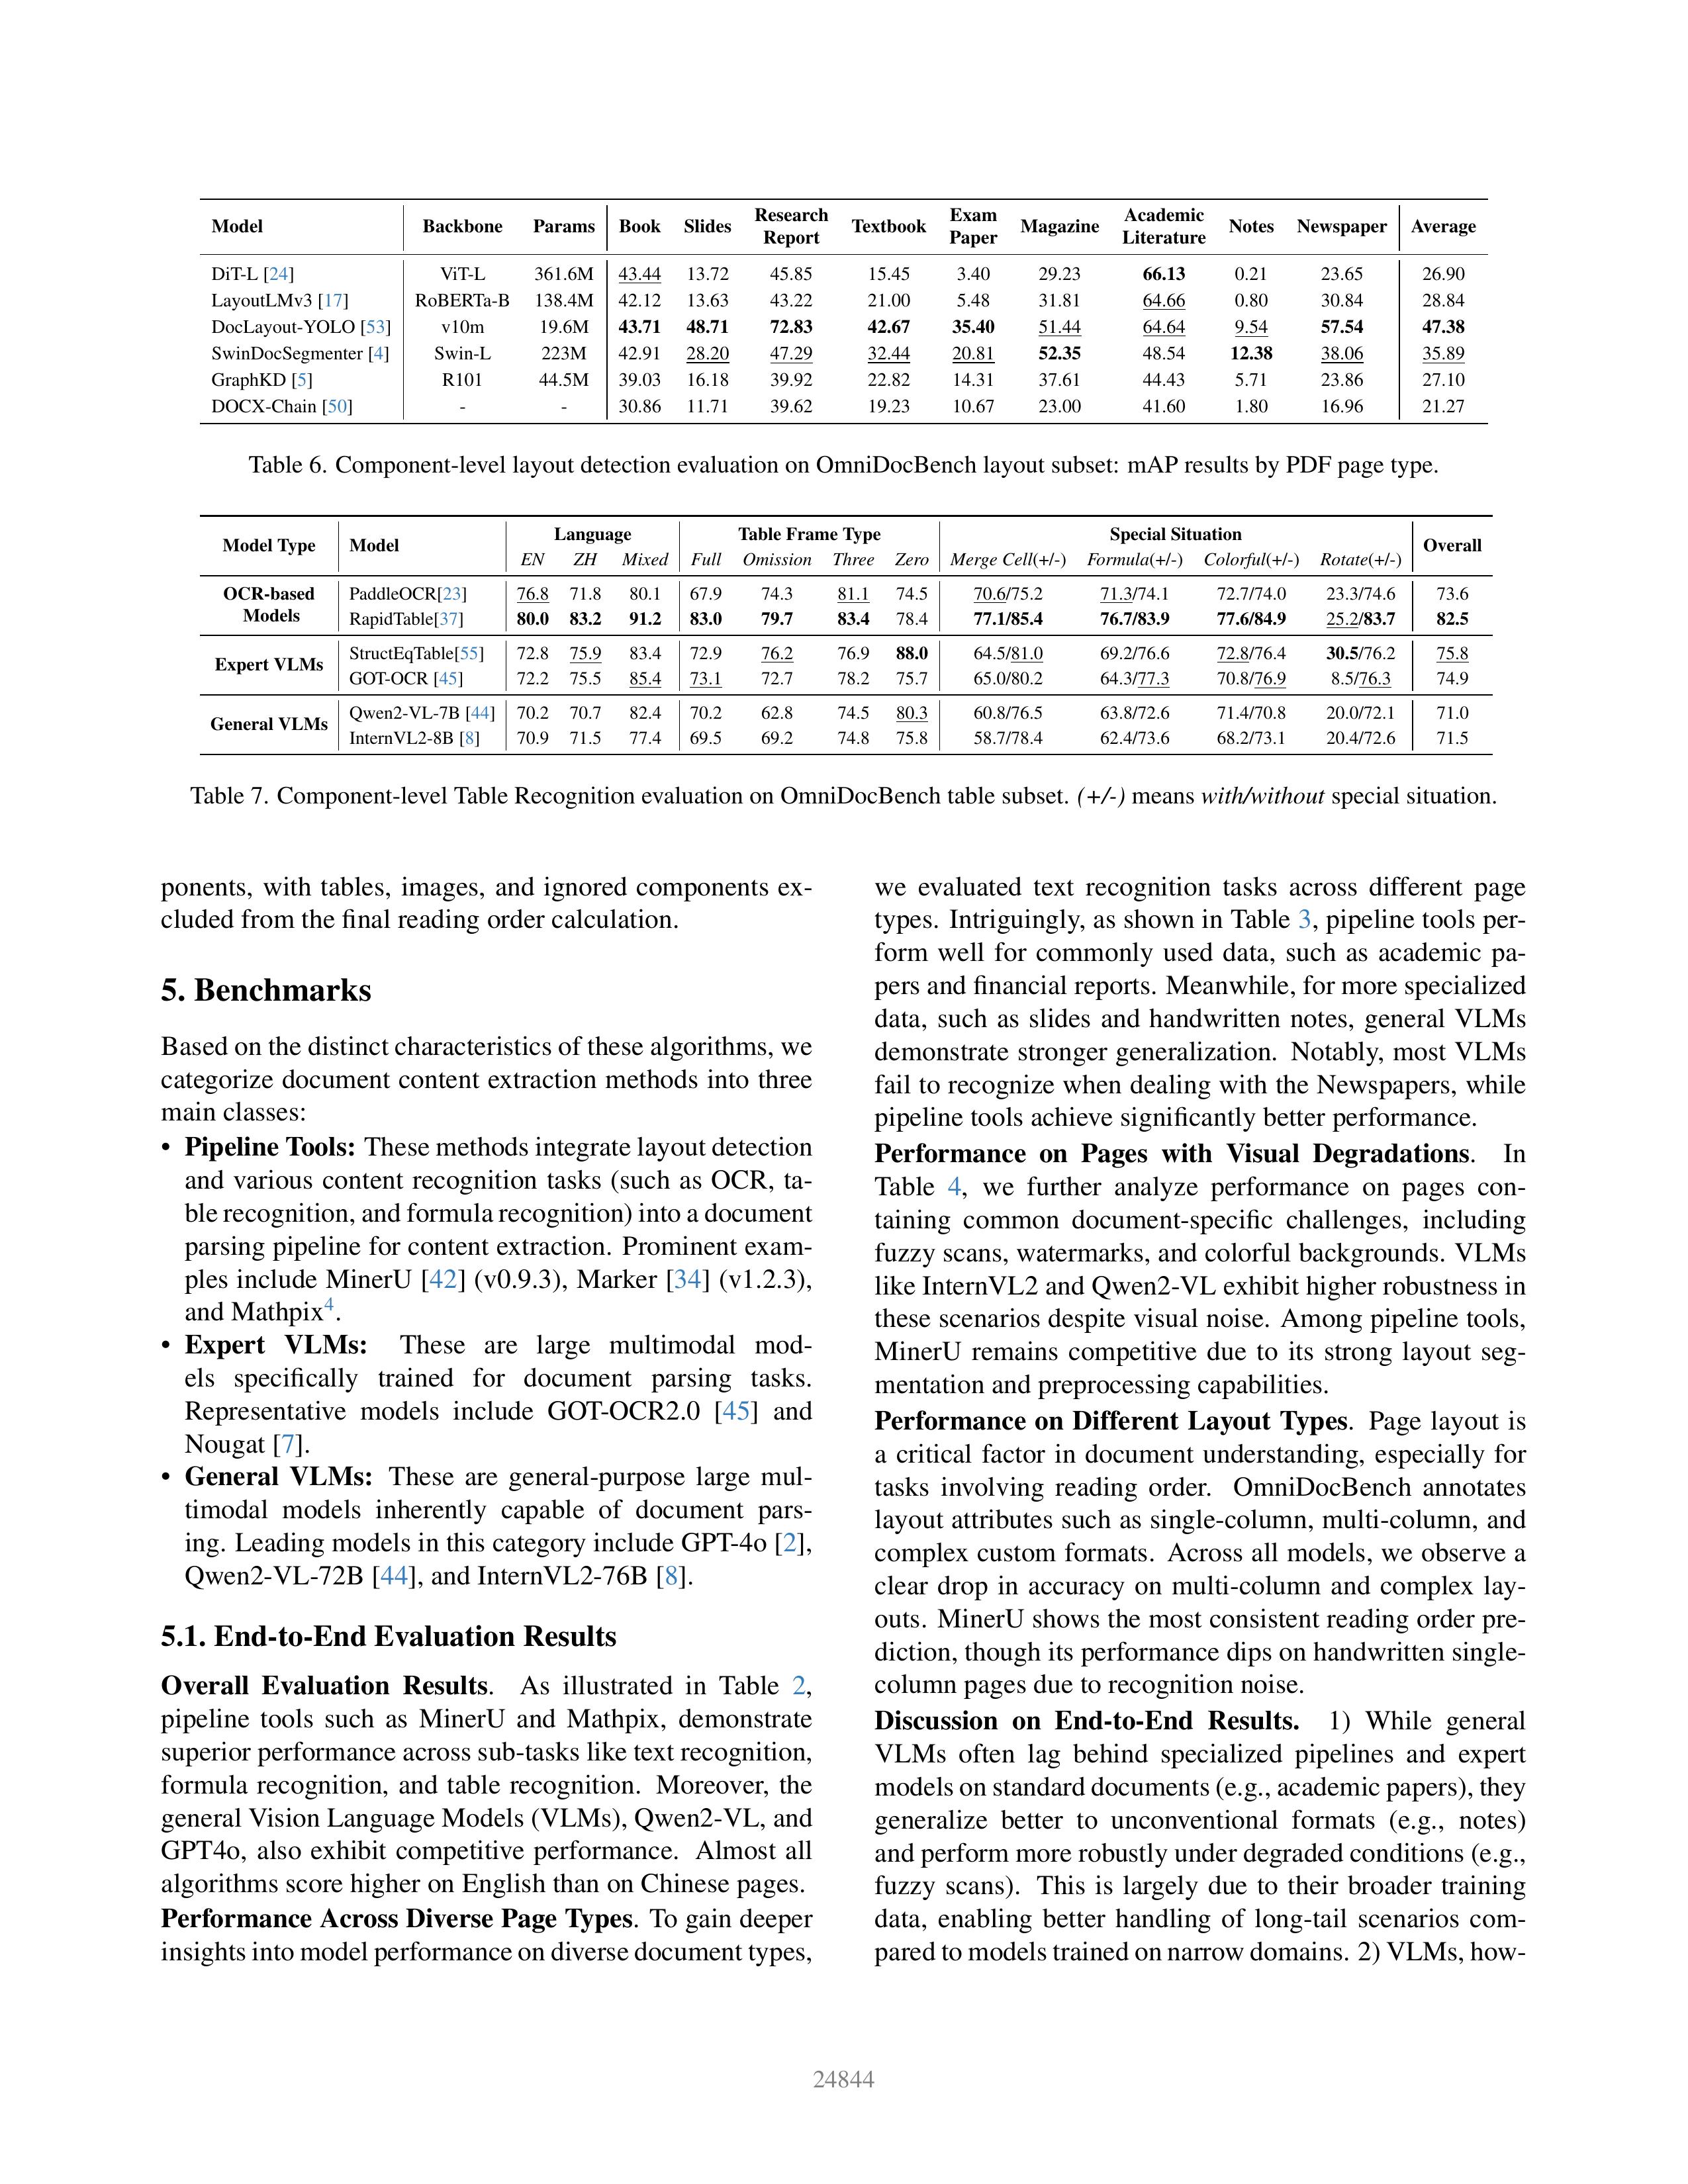 Model Backbone Params Book Slides Research Report Textbook Exam Paper Magazine Academic Literature Notes Newspaper Average
DiT-L [24] ViT-L 361.6M 43.44 13.72 45.85 15.45 3.40 29.23 66.13 0.21 23.65 26.90
LayoutLMv3 [17] RoBERTa-B 138.4M 42.12 13.63 43.22 21.00 5.48 31.81 64.66 0.80 30.84 28.84
DocLayout-YOLO [53] v10m 19.6M 43.71 48.71 72.83 42.67 35.40 51.44 64.64 9.54 57.54 47.38
SwinDocSegmenter [4] Swin-L 223M 42.91 28.20 47.29 32.44 20.81 52.35 48.54 12.38 38.06 35.89
GraphKD [5] R101 44.5M 39.03 16.18 39.92 22.82 14.31 37.61 44.43 5.71 23.86 27.10
DOCX-Chain [50] - - 30.86 11.71 39.62 19.23 10.67 23.00 41.60 1.80 16.96 21.27
Table 6. Component-level layout detection evaluation on OmniDocBench layout subset: mAP results by PDF page type.
Model Type Model Language Table Frame Type Special Situation Overall
EN ZH Mixed Full Omission Three Zero Merge Cell(+/-) Formula(+/-) Colorful(+/-) Rotate(+/-)
OCR-based Models PaddleOCR[23] 76.8 71.8 80.1 67.9 74.3 81.1 74.5 70.6/75.2 71.3/74.1 72.7/74.0 23.3/74.6 73.6
RapidTable[37] 80.0 83.2 91.2 83.0 79.7 83.4 78.4 77.1/85.4 76.7/83.9 77.6/84.9 25.2/83.7 82.5
Expert VLMs StructEqTable[55] 72.8 75.9 83.4 72.9 76.2 76.9 88.0 64.5/81.0 69.2/76.6 72.8/76.4 30.5/76.2 75.8
GOT-OCR [45] 72.2 75.5 85.4 73.1 72.7 78.2 75.7 65.0/80.2 64.3/77.3 70.8/76.9 8.5/76.3 74.9
General VLMs Qwen2-VL-7B [44] 70.2 70.7 82.4 70.2 62.8 74.5 80.3 60.8/76.5 63.8/72.6 71.4/70.8 20.0/72.1 71.0
InternVL2-8B [8] 70.9 71.5 77.4 69.5 69.2 74.8 75.8 58.7/78.4 62.4/73.6 68.2/73.1 20.4/72.6 71.5
Table 7. Component-level Table Recognition evaluation on OmniDocBench table subset. (+/-) means with/without special situation.
ponents, with tables, images, and ignored components ex-
cluded from the final reading order calculation.
5. Benchmarks
Based on the distinct characteristics of these algorithms, we
categorize document content extraction methods into three
main classes:
• Pipeline Tools: These methods integrate layout detection
and various content recognition tasks (such as OCR, ta-
ble recognition, and formula recognition) into a document
parsing pipeline for content extraction. Prominent exam-
ples include MinerU [42] (v0.9.3), Marker [34] (v1.2.3),
and Mathpix4.
• Expert VLMs: These are large multimodal mod-
els specifically trained for document parsing tasks.
Representative models include GOT-OCR2.0 [45] and
Nougat [7].
• General VLMs: These are general-purpose large mul-
timodal models inherently capable of document pars-
ing. Leading models in this category include GPT-4o [2],
Qwen2-VL-72B [44], and InternVL2-76B [8].
5.1. End-to-End Evaluation Results
Overall Evaluation Results. As illustrated in Table 2,
pipeline tools such as MinerU and Mathpix, demonstrate
superior performance across sub-tasks like text recognition,
formula recognition, and table recognition. Moreover, the
general Vision Language Models (VLMs), Qwen2-VL, and
GPT4o, also exhibit competitive performance. Almost all
algorithms score higher on English than on Chinese pages.
Performance Across Diverse Page Types. To gain deeper
insights into model performance on diverse document types,
we evaluated text recognition tasks across different page
types. Intriguingly, as shown in Table 3, pipeline tools per-
form well for commonly used data, such as academic pa-
pers and financial reports. Meanwhile, for more specialized
data, such as slides and handwritten notes, general VLMs
demonstrate stronger generalization. Notably, most VLMs
fail to recognize when dealing with the Newspapers, while
pipeline tools achieve significantly better performance.
Performance on Pages with Visual Degradations. In
Table 4, we further analyze performance on pages con-
taining common document-specific challenges, including
fuzzy scans, watermarks, and colorful backgrounds. VLMs
like InternVL2 and Qwen2-VL exhibit higher robustness in
these scenarios despite visual noise. Among pipeline tools,
MinerU remains competitive due to its strong layout seg-
mentation and preprocessing capabilities.
Performance on Different Layout Types. Page layout is
a critical factor in document understanding, especially for
tasks involving reading order. OmniDocBench annotates
layout attributes such as single-column, multi-column, and
complex custom formats. Across all models, we observe a
clear drop in accuracy on multi-column and complex lay-
outs. MinerU shows the most consistent reading order pre-
diction, though its performance dips on handwritten single-
column pages due to recognition noise.
Discussion on End-to-End Results. 1) While general
VLMs often lag behind specialized pipelines and expert
models on standard documents (e.g., academic papers), they
generalize better to unconventional formats (e.g., notes)
and perform more robustly under degraded conditions (e.g.,
fuzzy scans). This is largely due to their broader training
data, enabling better handling of long-tail scenarios com-
pared to models trained on narrow domains. 2) VLMs, how-
24844